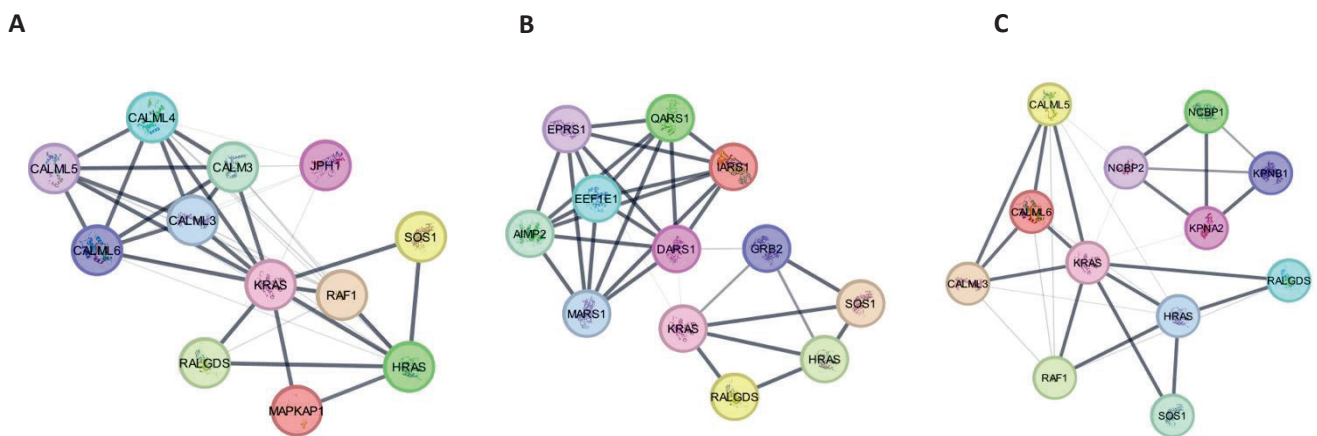 A
CALML4
CALML5
CALM3
JPH1
CALML3
CALML6
SOS1
KRAS
RAF1
RALGDS
HRAS
MAPKAP1
B
EPRS1
QARS1
IARS1
EEF1E1
AIMP2
DARS1
GRB2
MARS1
KRAS
SOS1
HRAS
RALGDS
C
CALML5
NCBP1
NCBP2
KPNB1
CALML6
KPNA2
KRAS
CALML3
RALGDS
HRAS
RAF1
SOS1